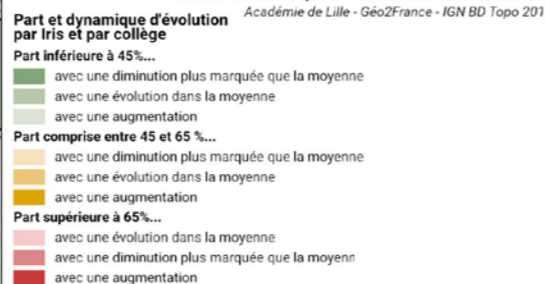 Académie de Lille - Géo2France - IGN BD Topo 201
Part et dynamique d'évolution
par Iris et par collège
Part inférieure à 45%...
avec une diminution plus marquée que la moyenne
avec une évolution dans la moyenne
avec une augmentation
Part comprise entre 45 et 65 %...
avec une diminution plus marquée que la moyenne
avec une évolution dans la moyenne
avec une augmentation
Part supérieure à 65%...
avec une évolution dans la moyenne
avec une diminution plus marquée que la moyenn
avec une augmentation